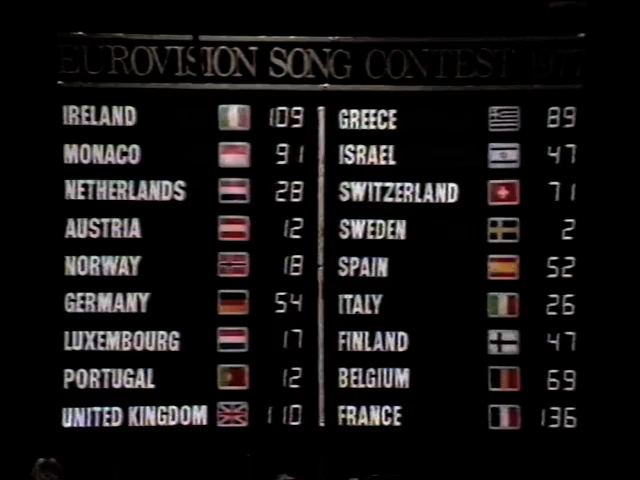 EUROVISION SONG CONTEST 1977
IRELAND 109
MONACO 91
NETHERLANDS 28
AUSTRIA 12
NORWAY 18
GERMANY 54
LUXEMBOURG 17
PORTUGAL 12
UNITED KINGDOM 110
GREECE 89
ISRAEL 47
SWITZERLAND 71
SWEDEN 2
SPAIN 52
ITALY 26
FINLAND 47
BELGIUM 69
FRANCE 136